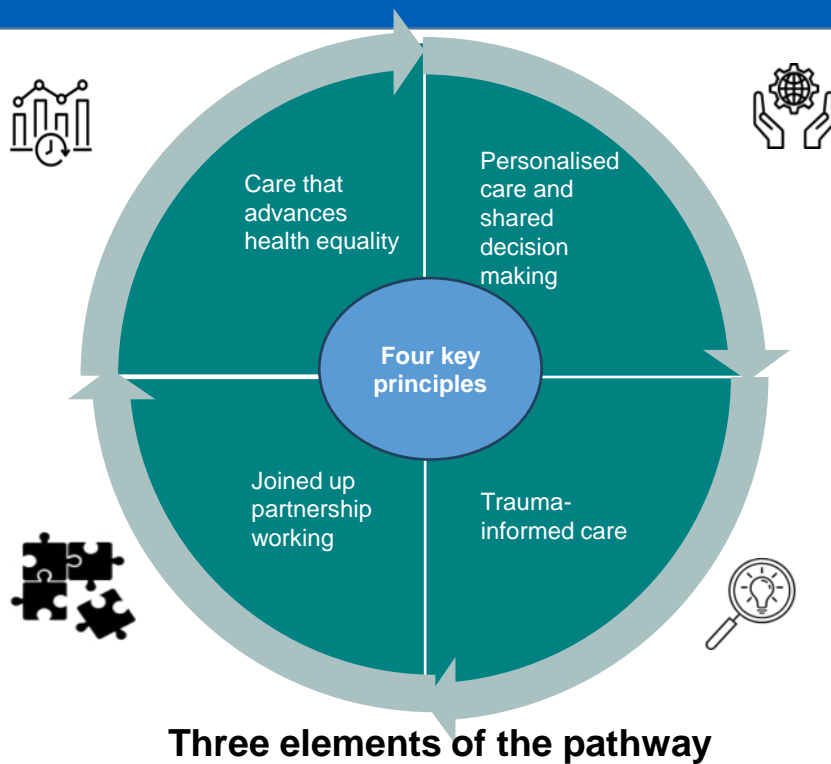 Care that
advances
health equality
Personalised
care and
shared
decision
making
Four key
principles
Joined up
partnership
working
Trauma-
informed care
Three elements of the pathway